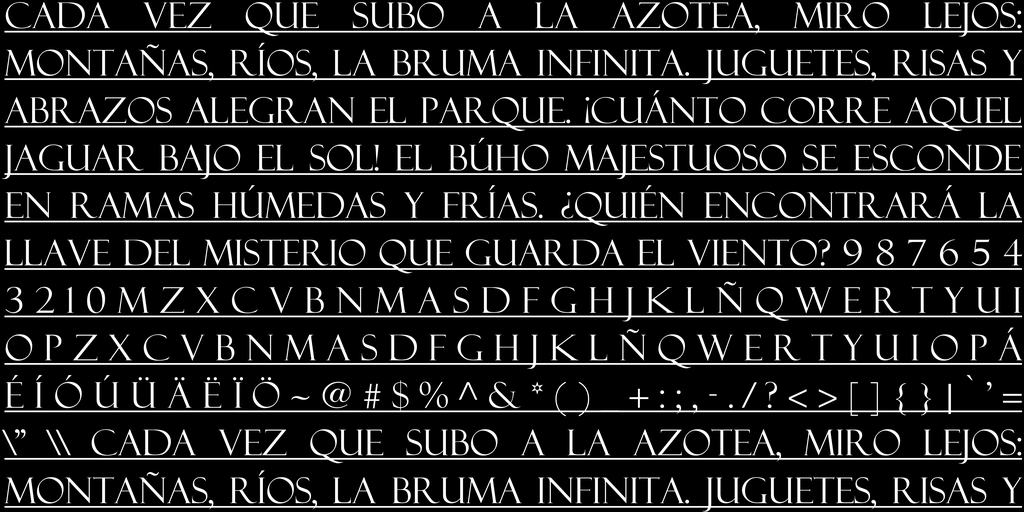 CADA VEZ QUE SUBO A LA AZOTEA, MIRO LEJOS:
MONTAÑAS, RÍOS, LA BRUMA INFINITA. JUGUETES, RISAS Y
ABRAZOS ALEGRAN EL PARQUE. ¡CUÁNTO CORRE AQUEL
JAGUAR BAJO EL SOL! EL BÚHO MAJESTUOSO SE ESCONDE
EN RAMAS HÚMEDAS Y FRÍAS. ¿QUIÉN ENCONTRARÁ LA
LLAVE DEL MISTERIO QUE GUARDA EL VIENTO? 9 8 7 6 5 4
3 2 1 0 M Z X C V B N M A S D F G H J K L Ñ Q W E R T Y U I
O P Z X C V B N M A S D F G H J K L Ñ Q W E R T Y U I O P Á
É Í Ó Ú Ü Ä Ë Ï Ö ~ @ # $ % ^ & * ( ) _ + : ; , - . / ? < > [ ] { } | ` ' =
\" \\ CADA VEZ QUE SUBO A LA AZOTEA, MIRO LEJOS:
MONTAÑAS, RÍOS, LA BRUMA INFINITA. JUGUETES, RISAS Y